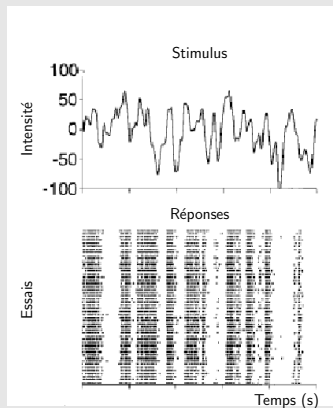 Stimulus
100
50
0
-50
-100
Intensité
Réponses
Essais
Temps (s)